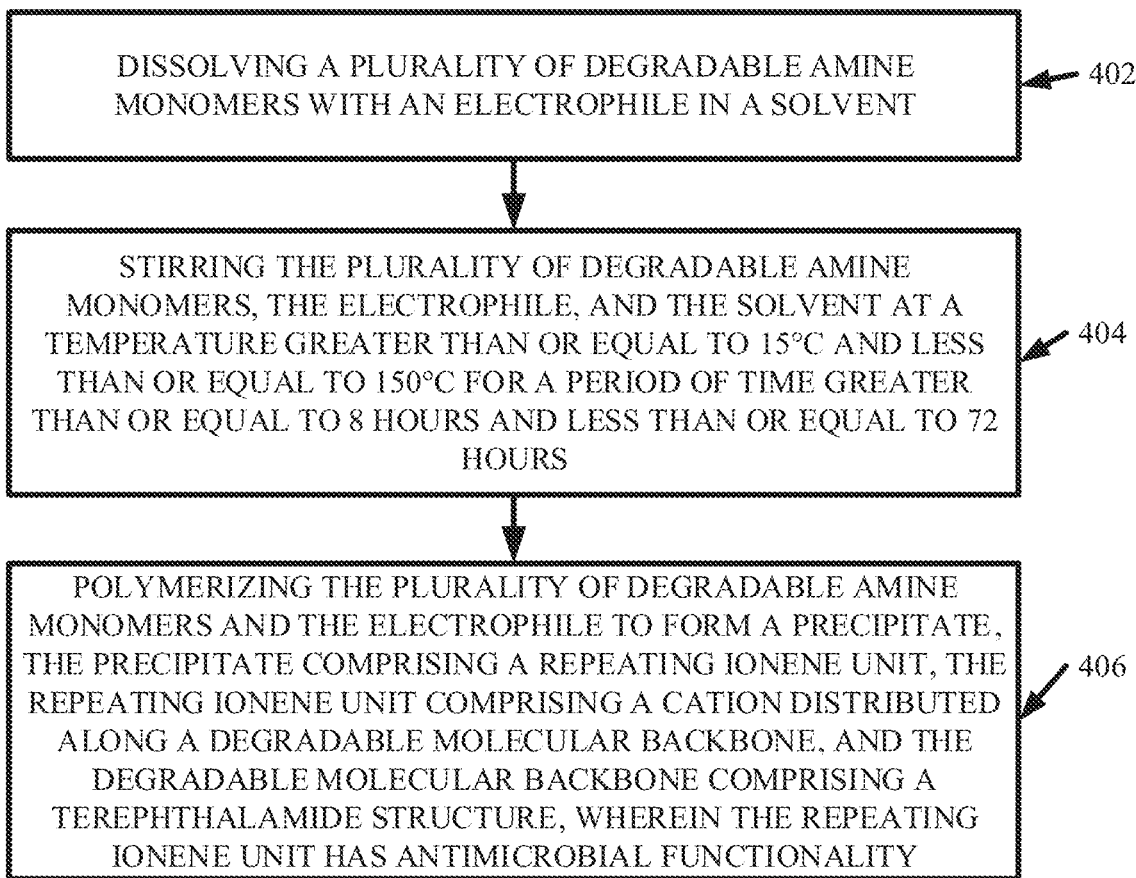 DISSOLVING A PLURALITY OF DEGRADABLE AMINE
MONOMERS WITH AN ELECTROPHILE IN A SOLVENT
402
STIRRING THE PLURALITY OF DEGRADABLE AMINE
MONOMERS, THE ELECTROPHILE, AND THE SOLVENT AT A
TEMPERATURE GREATER THAN OR EQUAL TO 15°C AND LESS
THAN OR EQUAL TO 150°C FOR A PERIOD OF TIME GREATER
THAN OR EQUAL TO 8 HOURS AND LESS THAN OR EQUAL TO 72
HOURS
404
POLYMERIZING THE PLURALITY OF DEGRADABLE AMINE
MONOMERS AND THE ELECTROPHILE TO FORM A PRECIPITATE,
THE PRECIPITATE COMPRISING A REPEATING IONENE UNIT, THE
REPEATING IONENE UNIT COMPRISING A CATION DISTRIBUTED
ALONG A DEGRADABLE MOLECULAR BACKBONE, AND THE
DEGRADABLE MOLECULAR BACKBONE COMPRISING A
TEREPHTHALAMIDE STRUCTURE, WHEREIN THE REPEATING
IONENE UNIT HAS ANTIMICROBIAL FUNCTIONALITY
406